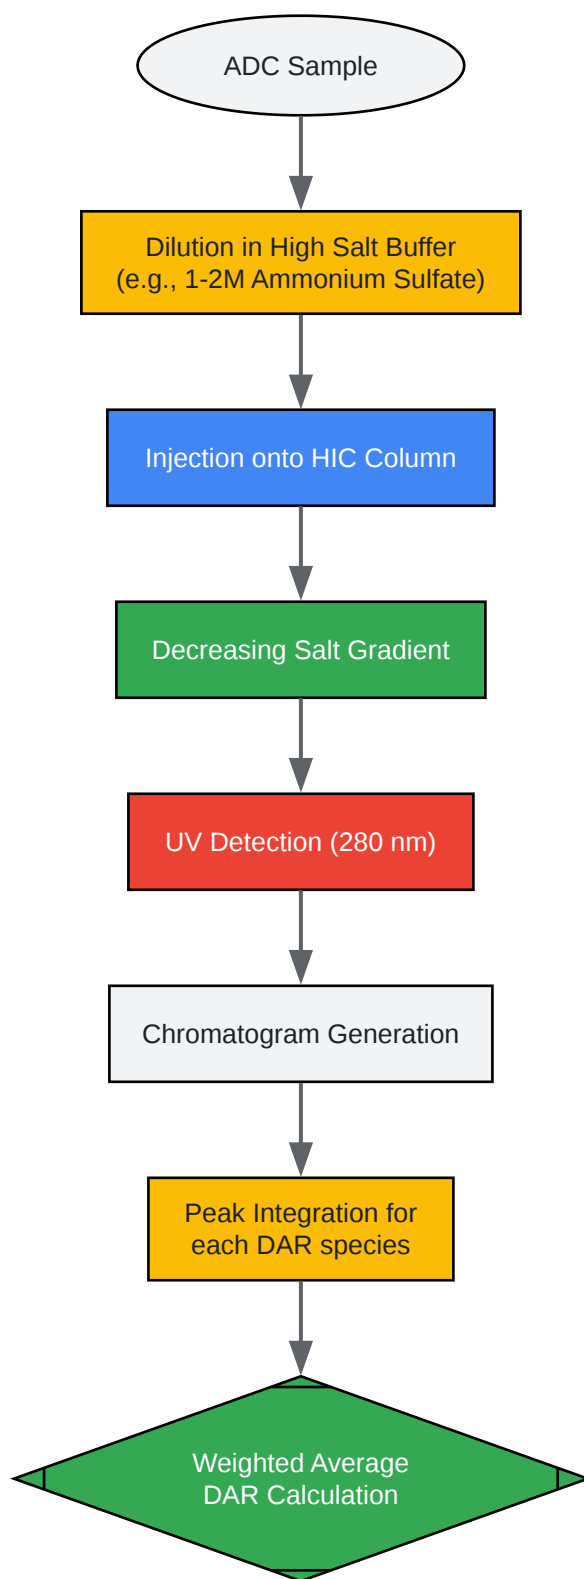 ADC Sample
Dilution in High Salt Buffer
(e.g., 1-2M Ammonium Sulfate)
Injection onto HIC Column
Decreasing Salt Gradient
UV Detection (280 nm)
Chromatogram Generation
Peak Integration for
each DAR species
Weighted Average
DAR Calculation